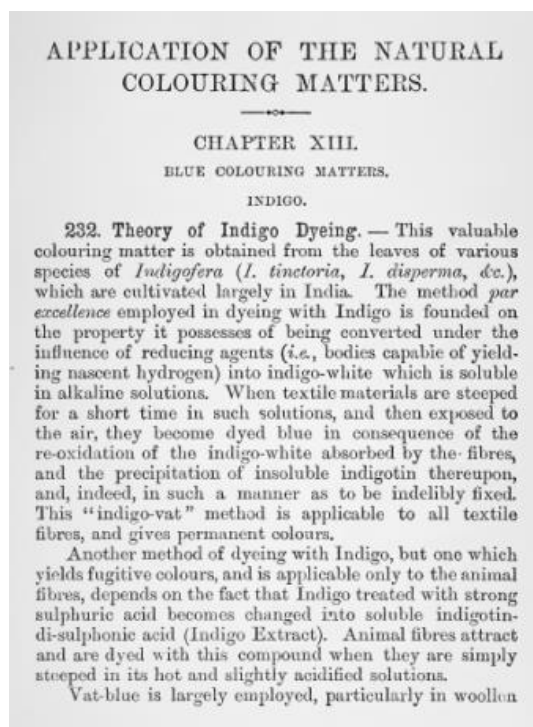 APPLICATION OF THE NATURAL
COLOURING MATTERS.
CHAPTER XIII.
BLUE COLOURING MATTERS.
INDIGO.
232. Theory of Indigo Dyeing. — This valuable
colouring matter is obtained from the leaves of various
species of Indigofera (I. tinctoria, I. disperma, &c.),
which are cultivated largely in India. The method par
excellence employed in dyeing with Indigo is founded on
the property it possesses of being converted under the
influence of reducing agents (i.e., bodies capable of yield-
ing nascent hydrogen) into indigo-white which is soluble
in alkaline solutions. When textile materials are steeped
for a short time in such solutions, and then exposed to
the air, they become dyed blue in consequence of the
re-oxidation of the indigo-white absorbed by the fibres,
and the precipitation of insoluble indigotin thereupon,
and, indeed, in such a manner as to be indelibly fixed.
This "indigo-vat" method is applicable to all textile
fibres, and gives permanent colours.
Another method of dyeing with Indigo, but one which
yields fugitive colours, and is applicable only to the animal
fibres, depends on the fact that Indigo treated with strong
sulphuric acid becomes changed into soluble indigotin-
di-sulphonic acid (Indigo Extract). Animal fibres attract
and are dyed with this compound when they are simply
steeped in its hot and slightly acidified solutions.
Vat-blue is largely employed, particularly in woollen